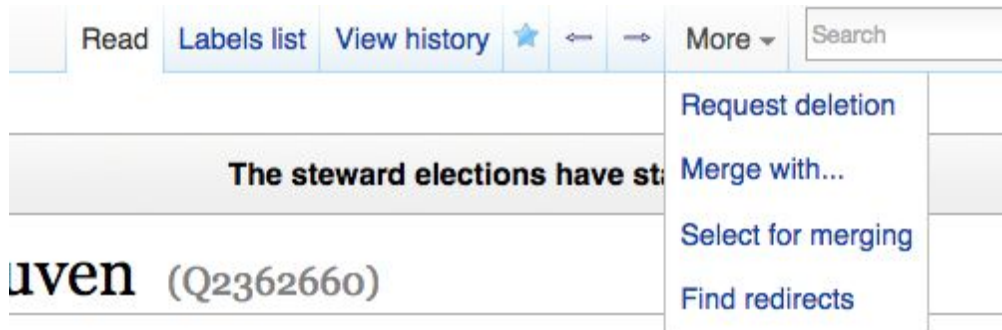 Read Labels list View history More Search
Request deletion
The steward elections have
Merge with...
Select for merging
uven (Q2362660)
Find redirects